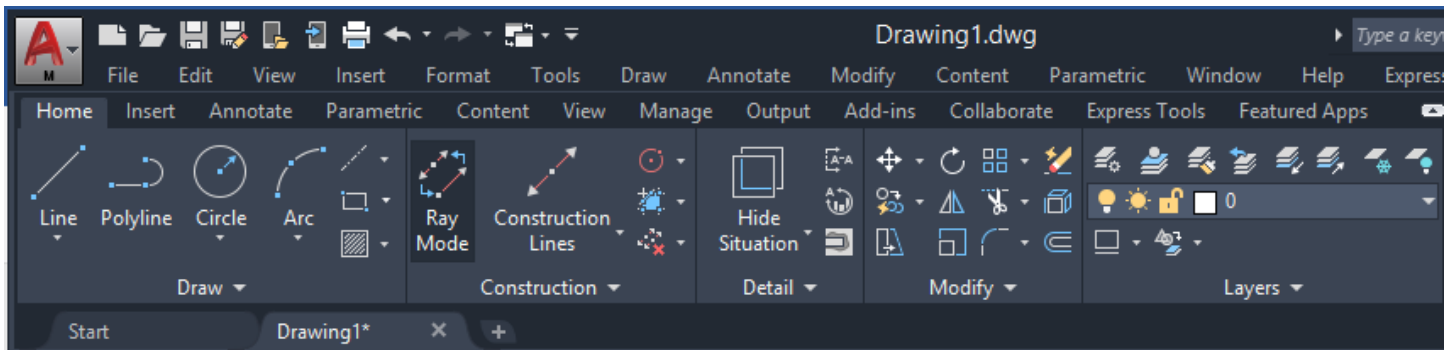 Drawing1.dwg
Type a key
M
File Edit View Insert Format Tools Draw Annotate Modify Content Parametric Window Help Express
Home Insert Annotate Parametric Content View Manage Output Add-ins Collaborate Express Tools Featured Apps
Line Polyline Circle Arc
Ray Mode
Construction Lines
Hide Situation
0
Draw Construction Detail Modify Layers
Start Drawing1* +